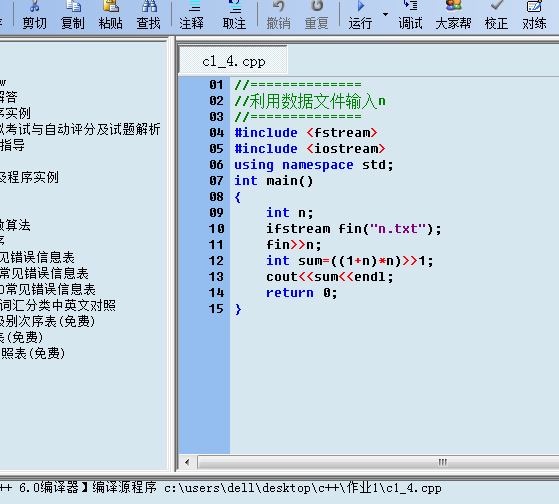 剪切 复制 粘贴 查找 注释 取注 撤销 重复 运行 调试 大家帮 校正 对练
解答
序实例
拟考试与自动评分及试题解析
指导
及程序实例
效算法
序
见错误信息表
常见错误信息表
0常见错误信息表
词汇分类中英文对照
级别次序表(免费)
表(免费)
照表(免费)
c1_4.cpp
01 //==============
02 //利用数据文件输入n
03 //==============
04 #include <fstream>
05 #include <iostream>
06 using namespace std;
07 int main()
08 {
09     int n;
10     ifstream fin("n.txt");
11     fin>>n;
12     int sum=((1+n)*n)>>1;
13     cout<<sum<<endl;
14     return 0;
15 }
++ 6.0编译器】编译源程序 c:\users\dell\desktop\c++\作业1\c1_4.cpp